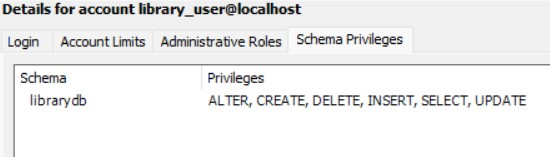 Details for account library_user@localhost
Login Account Limits Administrative Roles Schema Privileges
Schema Privileges
librarydb ALTER, CREATE, DELETE, INSERT, SELECT, UPDATE